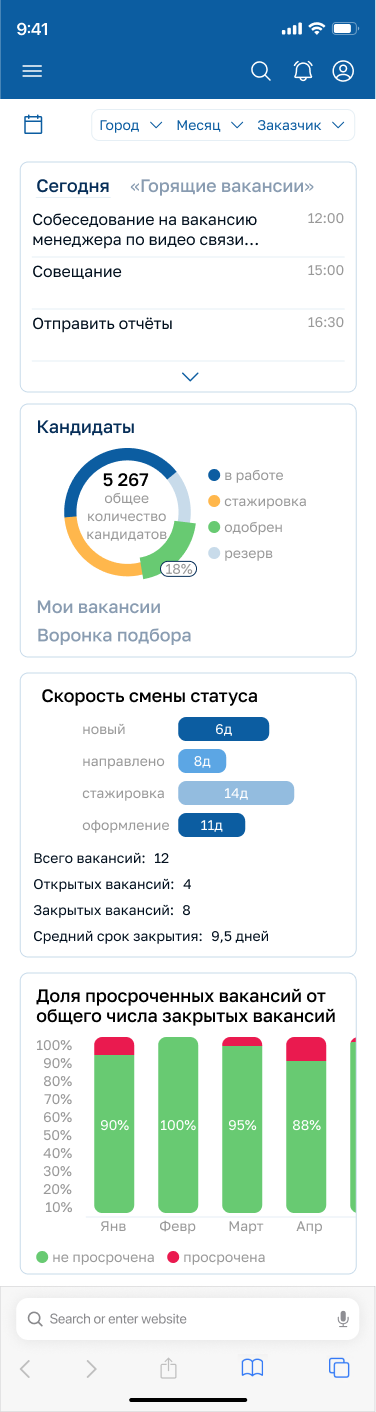 9:41
Город Месяц Заказчик
Сегодня «Горящие вакансии»
Собеседование на вакансию 12:00
менеджера по видео связи...
Совещание 15:00
Отправить отчёты 16:30
Кандидаты
5 267
общее
количество
кандидатов
18%
в работе
стажировка
одобрен
резерв
Мои вакансии
Воронка подбора
Скорость смены статуса
новый 6д
направлено 8д
стажировка 14д
оформление 11д
Всего вакансий: 12
Открытых вакансий: 4
Закрытых вакансий: 8
Средний срок закрытия: 9,5 дней
Доля просроченных вакансий от
общего числа закрытых вакансий
100%
90%
80%
70%
60%
50%
40%
30%
20%
10%
90% 100% 95% 88%
Янв Февр Март Апр
не просрочена просрочена
Search or enter website